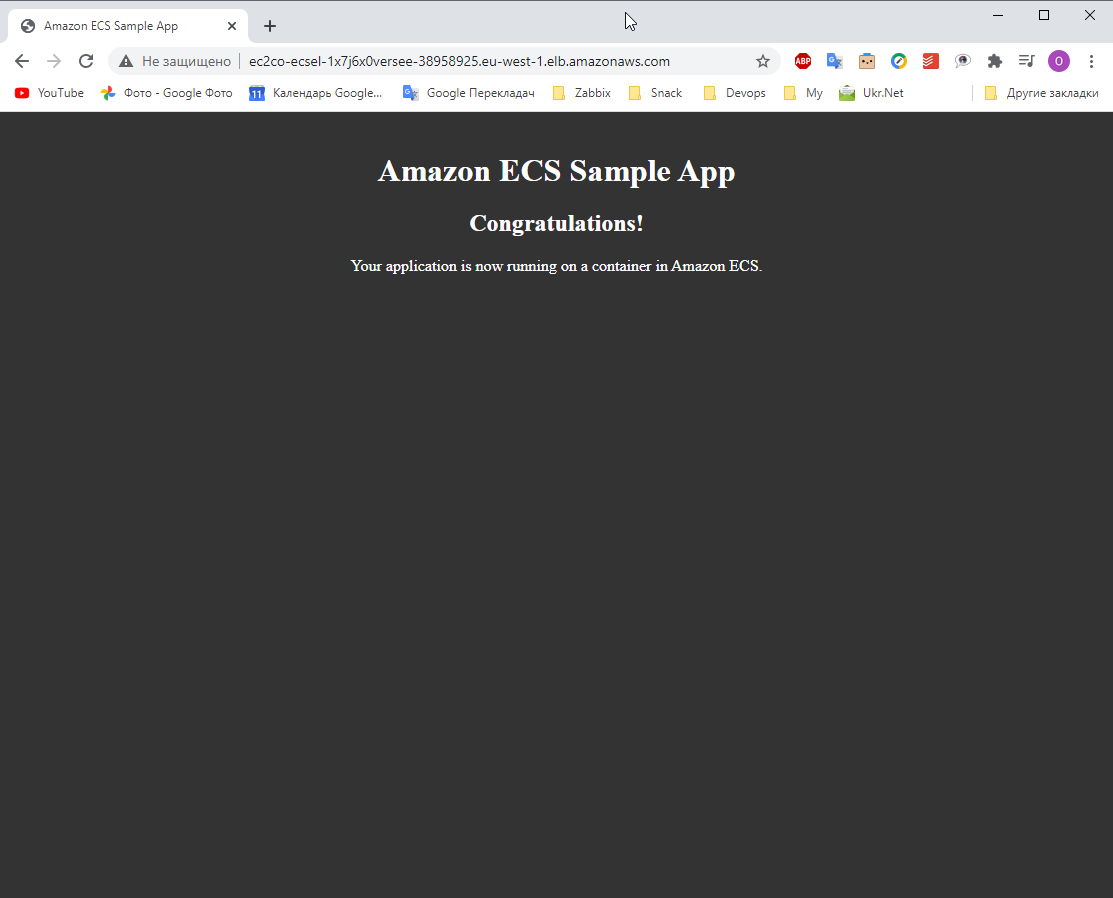 Amazon ECS Sample App
Не защищено ec2co-ecsel-1x7j6x0versee-38958925.eu-west-1.elb.amazonaws.com ABP O
YouTube Фото - Google Фото 11 Календарь Google... Google Перекладач Zabbix Snack Devops My Ukr.Net Другие закладки
Amazon ECS Sample App
Congratulations!
Your application is now running on a container in Amazon ECS.